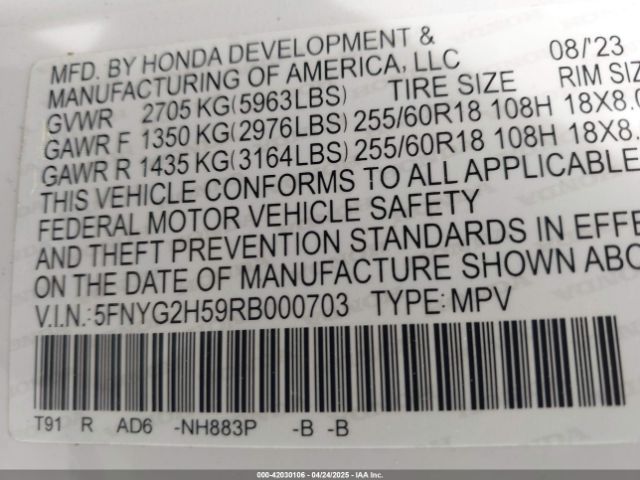 MFD. BY HONDA DEVELOPMENT &
MANUFACTURING OF AMERICA, LLC 08/'23
GVWR 2705 KG(5963LBS) TIRE SIZE RIM SIZ
GAWR F 1350 KG(2976LBS) 255/60R18 108H 18X8.0
GAWR R 1435 KG(3164LBS) 255/60R18 108H 18X8.
THIS VEHICLE CONFORMS TO ALL APPLICABLE
FEDERAL MOTOR VEHICLE SAFETY
AND THEFT PREVENTION STANDARDS IN EFFE
ON THE DATE OF MANUFACTURE SHOWN ABO
V.I.N.:5FNYG2H59RB000703 TYPE:MPV
T91 R AD6 -NH883P -B -B
000-42030106 - 04/24/2025 - IAAI.COM